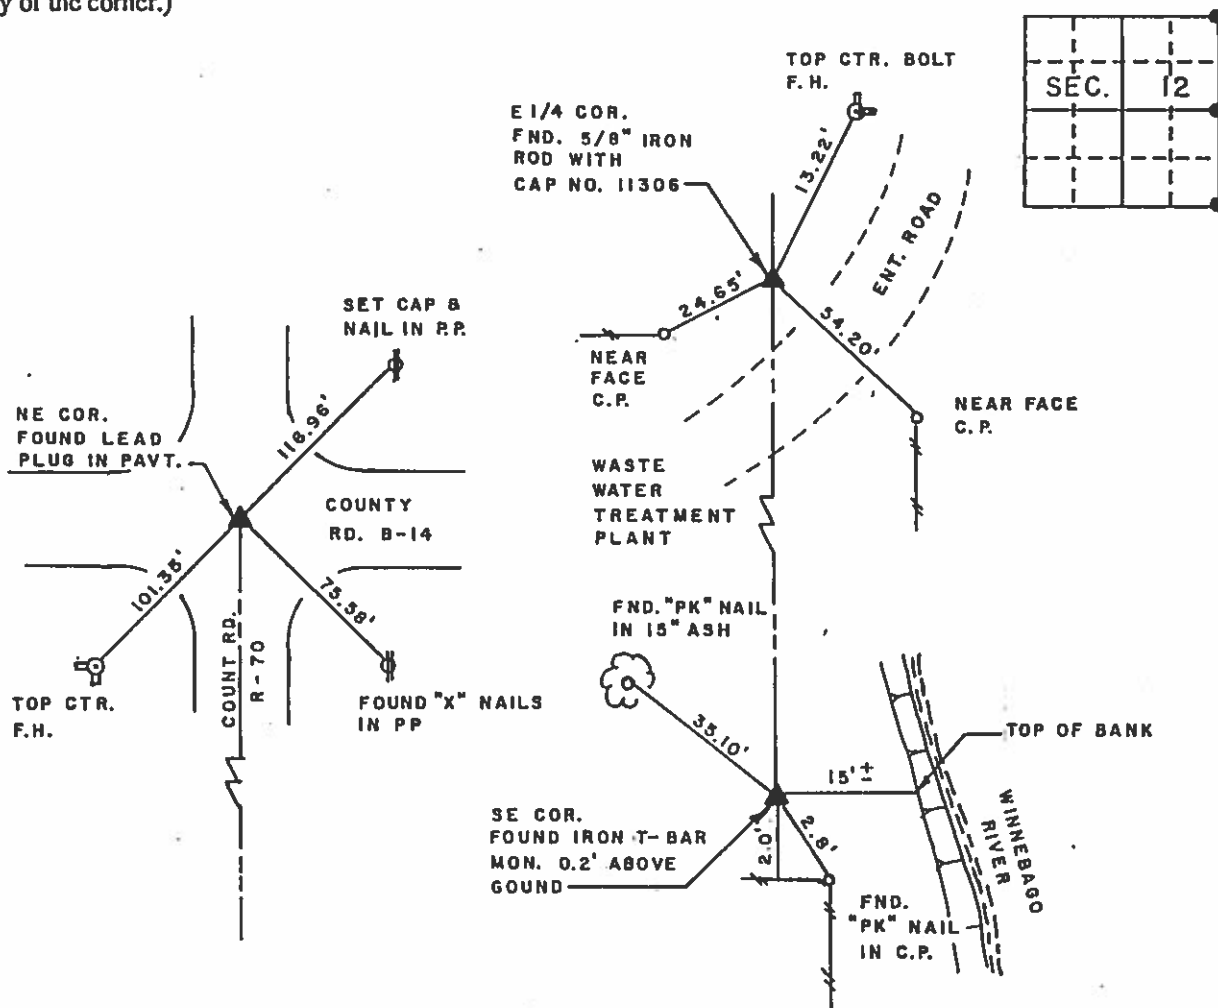 y of the corner.)
SEC. 12
TOP CTR. BOLT
F.H.
E 1/4 COR.
FND. 5/8" IRON
ROD WITH
CAP NO. 11306
13.22'
ENT. ROAD
24.65'
54.20'
NEAR
FACE
C.P.
NEAR FACE
C.P.
WASTE
WATER
TREATMENT
PLANT
SET CAP &
NAIL IN P.P.
NE COR.
FOUND LEAD
PLUG IN PAVT.
118.96'
COUNTY
RD. B-14
101.35'
75.58'
COUNT RD.
R-70
TOP CTR.
F.H.
FOUND "X" NAILS
IN PP
FND. "PK" NAIL
IN 15" ASH
35.10'
15' ±
TOP OF BANK
SE COR.
FOUND IRON T-BAR
MON. 0.2' ABOVE
GOUND
2.0'
2.8'
WINNEBAGO
RIVER
FND.
"PK" NAIL
IN C.P.